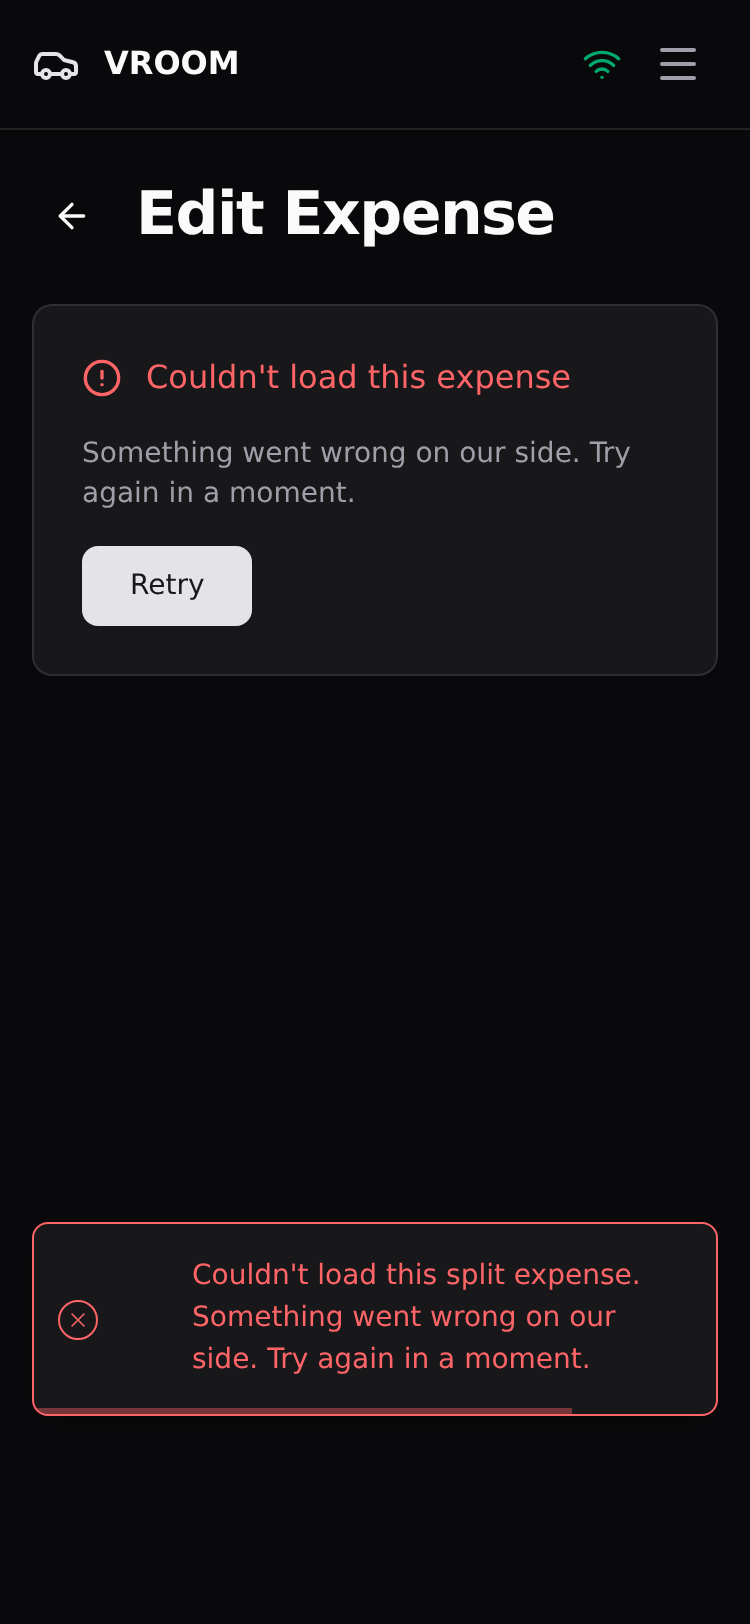 VROOM
Edit Expense
Couldn't load this expense
Something went wrong on our side. Try
again in a moment.
Retry
Couldn't load this split expense.
Something went wrong on our
side. Try again in a moment.